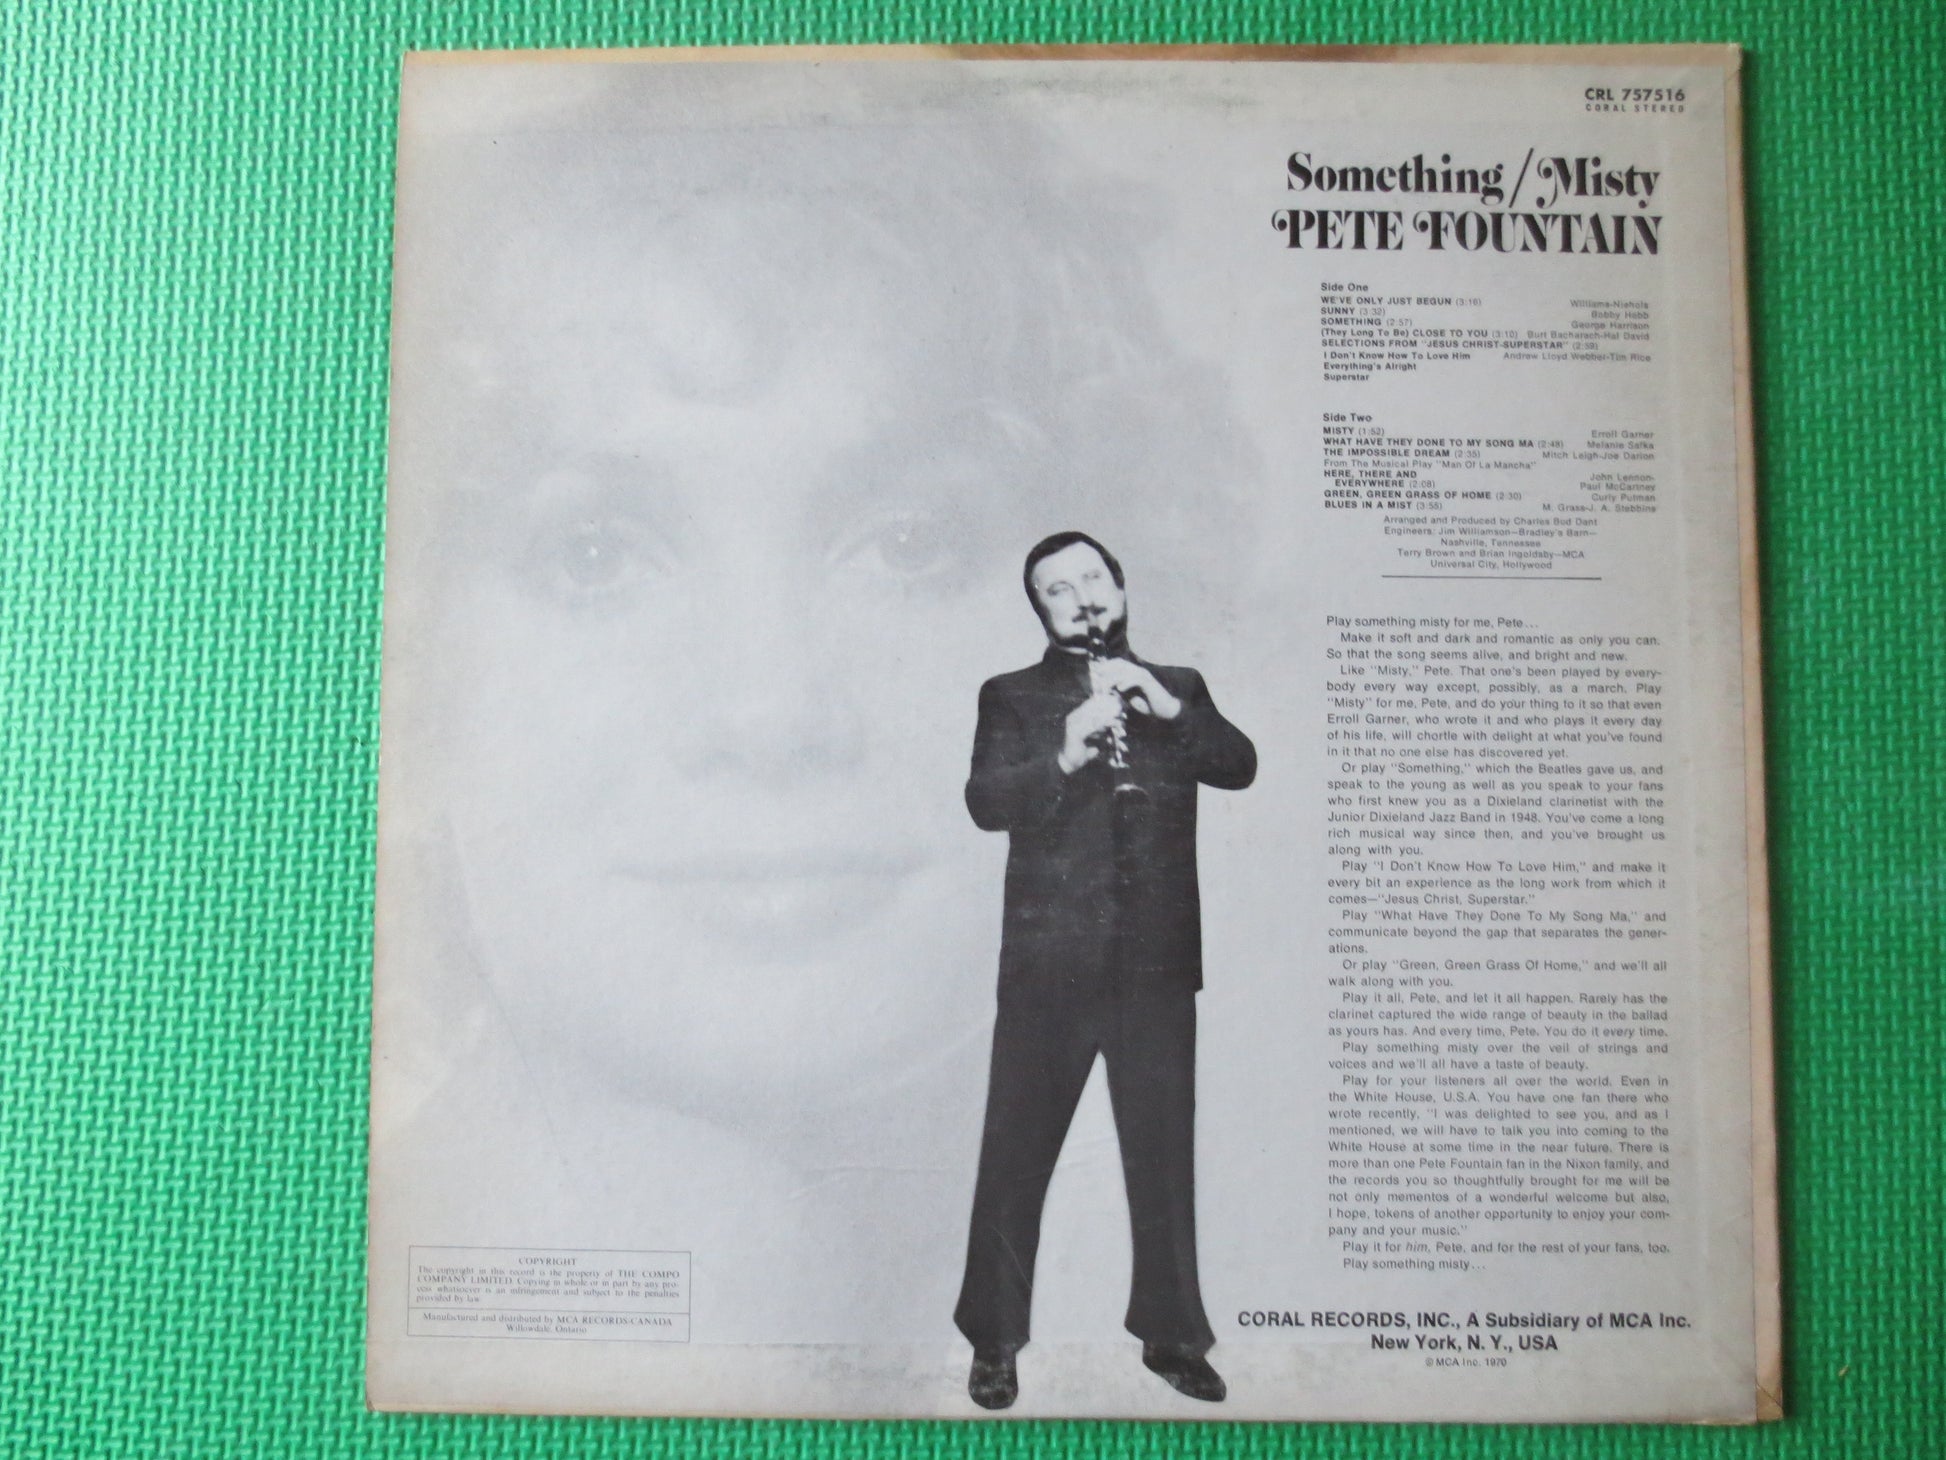 CRL 757516
CORAL STEREO
Something/Misty
PETE FOUNTAIN
Side One
WE'VE ONLY JUST BEGUN (3:16) Williams-Nichols
SUNNY (3:32) Bobby Hebb
SOMETHING (2:57) George Harrison
(They Long To Be) CLOSE TO YOU (3:10) Burt Bacharach-Hal David
SELECTIONS FROM "JESUS CHRIST-SUPERSTAR" (2:59)
I Don't Know How To Love Him Andrew Lloyd Webber-Tim Rice
Everything's Alright
Superstar
Side Two
MISTY (1:52) Erroll Garner
WHAT HAVE THEY DONE TO MY SONG MA (2:48) Melanie Safka
THE IMPOSSIBLE DREAM (2:35) Mitch Leigh-Joe Darion
From The Musical Play "Man Of La Mancha"
HERE, THERE AND John Lennon-
EVERYWHERE (2:08) Paul McCartney
GREEN, GREEN GRASS OF HOME (2:30) Curly Putman
BLUES IN A MIST (3:55) M. Grass-J. A. Stebbins
Arranged and Produced by Charles Bud Dant
Engineers: Jim Williamson—Bradley's Barn—
Nashville, Tennessee
Terry Brown and Brian Ingoldsby—MCA
Universal City, Hollywood
Play something misty for me, Pete...
Make it soft and dark and romantic as only you can.
So that the song seems alive, and bright and new.
Like "Misty," Pete. That one's been played by every-
body every way except, possibly, as a march. Play
"Misty" for me, Pete, and do your thing to it so that even
Erroll Garner, who wrote it and who plays it every day
of his life, will chortle with delight at what you've found
in it that no one else has discovered yet.
Or play "Something," which the Beatles gave us, and
speak to the young as well as you speak to your fans
who first knew you as a Dixieland clarinetist with the
Junior Dixieland Jazz Band in 1948. You've come a long
rich musical way since then, and you've brought us
along with you.
Play "I Don't Know How To Love Him," and make it
every bit an experience as the long work from which it
comes—"Jesus Christ, Superstar."
Play "What Have They Done To My Song Ma," and
communicate beyond the gap that separates the gener-
ations.
Or play "Green, Green Grass Of Home," and we'll all
walk along with you.
Play it all, Pete, and let it all happen. Rarely has the
clarinet captured the wide range of beauty in the ballad
as yours has. And every time, Pete. You do it every time.
Play something misty over the veil of strings and
voices and we'll all have a taste of beauty.
Play for your listeners all over the world. Even in
the White House, U.S.A. You have one fan there who
wrote recently, "I was delighted to see you, and as I
mentioned, we will have to talk you into coming to the
White House at some time in the near future. There is
more than one Pete Fountain fan in the Nixon family, and
the records you so thoughtfully brought for me will be
not only mementos of a wonderful welcome but also,
I hope, tokens of another opportunity to enjoy your com-
pany and your music."
Play it for him, Pete, and for the rest of your fans, too.
Play something misty...
CORAL RECORDS, INC., A Subsidiary of MCA Inc.
New York, N. Y., USA
© MCA Inc. 1970
COPYRIGHT
The copyright in this record is the property of THE COMPO
COMPANY LIMITED. Copying in whole or in part by any pro-
cess whatsoever is an infringement and subject to the penalties
provided by law.
Manufactured and distributed by MCA RECORDS-CANADA
Willowdale, Ontario